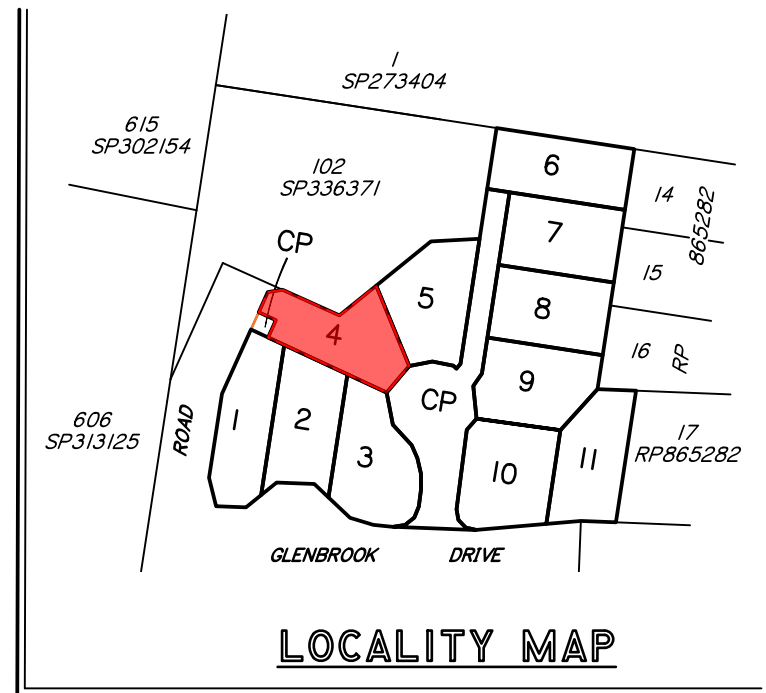 1
SP273404
615
SP302154
102
SP336371
6
14
865282
CP
7
5
15
8
4
16
RP
9
CP
606
SP313125
ROAD
1
2
3
10
11
17
RP865282
GLENBROOK DRIVE
LOCALITY MAP